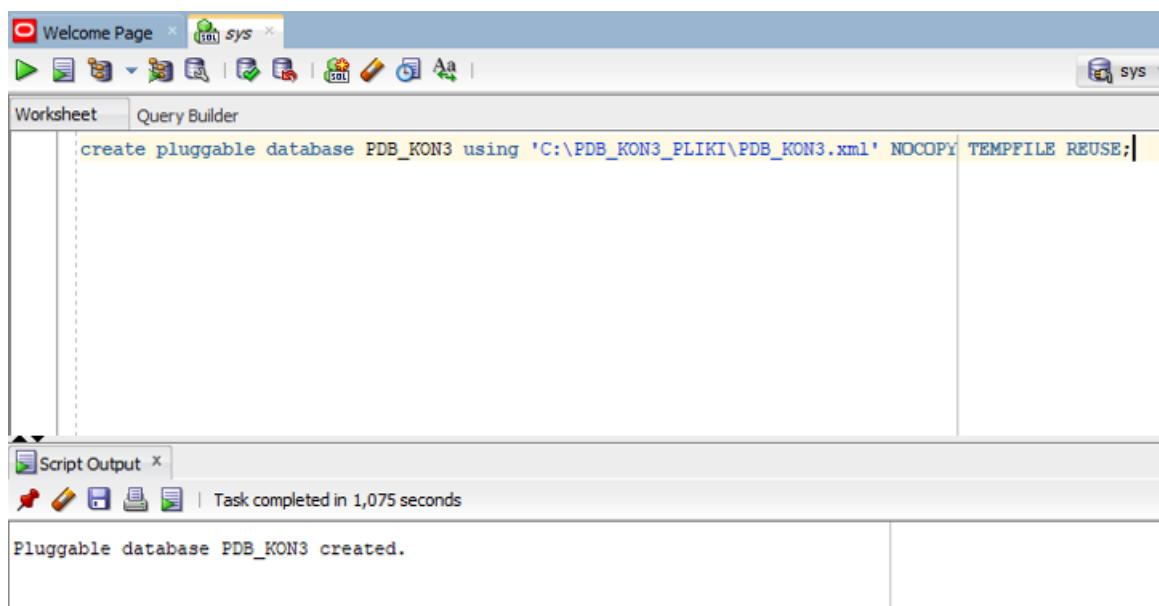 Welcome Page
sys
sys
Worksheet
Query Builder
create pluggable database PDB_KON3 using 'C:\PDB_KON3_PLIKI\PDB_KON3.xml' NOCOPY TEMPFILE REUSE;
Script Output
Task completed in 1,075 seconds
Pluggable database PDB_KON3 created.